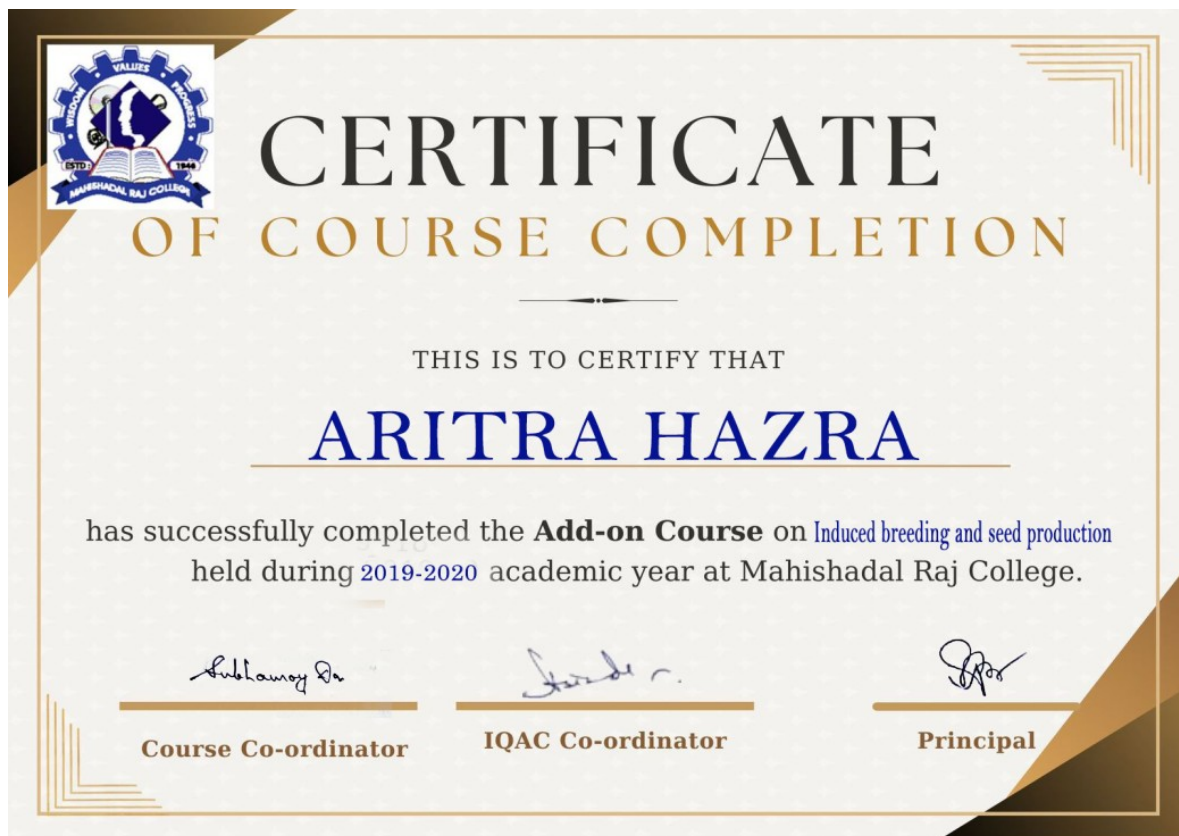 WISDOM VALUES PROGRESS
ESTD : 1946
MAHISHADAL RAJ COLLEGE
CERTIFICATE
OF COURSE COMPLETION
THIS IS TO CERTIFY THAT
ARITRA HAZRA
has successfully completed the Add-on Course on Induced breeding and seed production
held during 2019-2020 academic year at Mahishadal Raj College.
Subhamoy Das
Course Co-ordinator
IQAC Co-ordinator
Principal